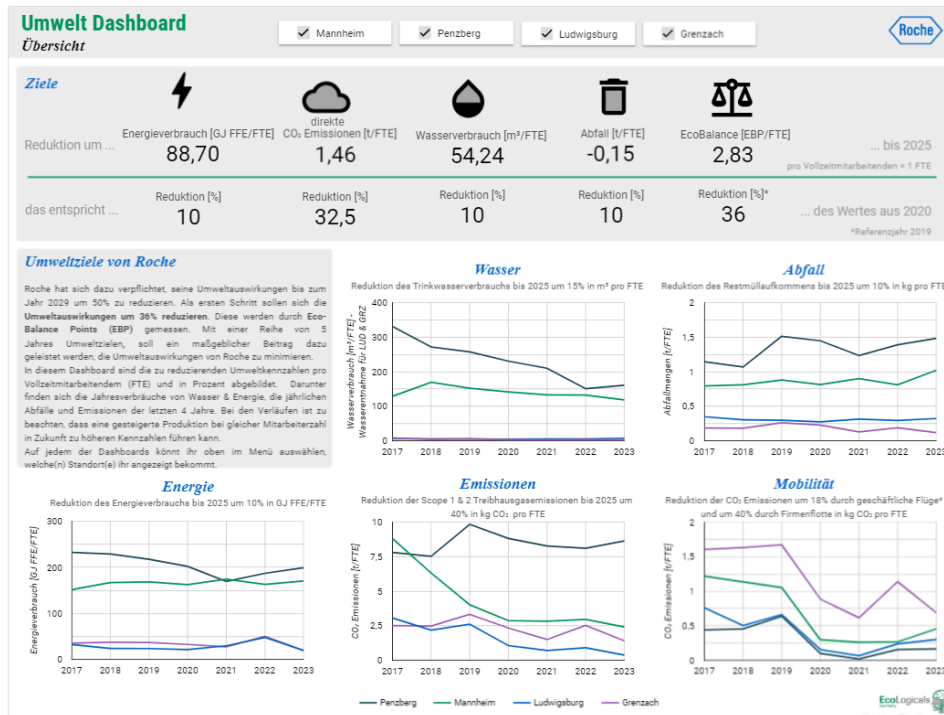 Umwelt Dashboard
Übersicht
Mannheim
Penzberg
Ludwigsburg
Grenzach
Roche
Ziele
Reduktion um ...
Energieverbrauch [GJ FFE/FTE]
88,70
direkte
CO₂ Emissionen [t/FTE]
1,46
Wasserverbrauch [m³/FTE]
54,24
Abfall [t/FTE]
-0,15
EcoBalance [EBP/FTE]
2,83
... bis 2025
pro Vollzeitmitarbeitenden = 1 FTE
das entspricht ...
Reduktion [%]
10
Reduktion [%]
32,5
Reduktion [%]
10
Reduktion [%]
10
Reduktion [%]*
36
... des Wertes aus 2020
*Referenzjahr 2019
Umweltziele von Roche
Roche hat sich dazu verpflichtet, seine Umweltauswirkungen bis zum
Jahr 2029 um 50% zu reduzieren. Als ersten Schritt sollen sich die
Umweltauswirkungen um 36% reduzieren. Diese werden durch Eco-
Balance Points (EBP) gemessen. Mit einer Reihe von 5
Jahres Umweltzielen, soll ein maßgeblicher Beitrag dazu
geleistet werden, die Umweltauswirkungen von Roche zu minimieren.
In diesem Dashboard sind die zu reduzierenden Umweltkennzahlen pro
Vollzeitmitarbeitendem (FTE) und in Prozent abgebildet. Darunter
finden sich die Jahresverbräuche von Wasser & Energie, die jährlichen
Abfälle und Emissionen der letzten 4 Jahre. Bei den Verläufen ist zu
beachten, dass eine gesteigerte Produktion bei gleicher Mitarbeiterzahl
in Zukunft zu höheren Kennzahlen führen kann.
Auf jedem der Dashboards könnt ihr oben im Menü auswählen,
welche(n) Standort(e) ihr angezeigt bekommt.
Wasser
Reduktion des Trinkwasserverbrauchs bis 2025 um 15% in m³ pro FTE
Wasserverbrauch [m³/FTE] -
Wasserentnahme für LUD & GRZ
400
300
200
100
0
2017 2018 2019 2020 2021 2022 2023
Abfall
Reduktion des Restmüllaufkommens bis 2025 um 10% in kg pro FTE
Abfallmengen [t/FTE]
2
1,5
1
0,5
0
2017 2018 2019 2020 2021 2022 2023
Energie
Reduktion des Energieverbrauchs bis 2025 um 10% in GJ FFE/FTE
Energieverbrauch [GJ FFE/FTE]
300
200
100
0
2017 2018 2019 2020 2021 2022 2023
Emissionen
Reduktion der Scope 1 & 2 Treibhausgasemissionen bis 2025 um
40% in kg CO₂ pro FTE
CO₂ Emissionen [t/FTE]
10
7,5
5
2,5
0
2017 2018 2019 2020 2021 2022 2023
Mobilität
Reduktion der CO₂ Emissionen um 18% durch geschäftliche Flüge*
und um 40% durch Firmenflotte in kg CO₂ pro FTE
CO₂ Emissionen [t/FTE]
2
1,5
1
0,5
0
2017 2018 2019 2020 2021 2022 2023
Penzberg
Mannheim
Ludwigsburg
Grenzach
EcoLogicals
Germany